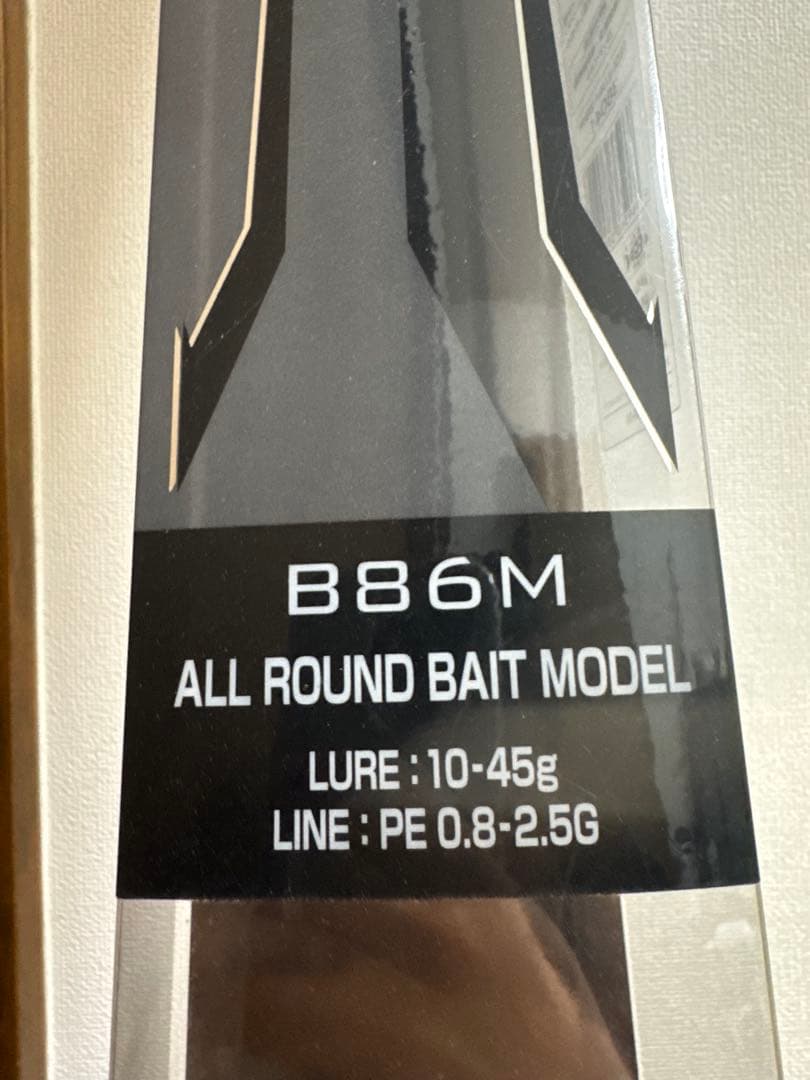 B86M
ALL ROUND BAIT MODEL
LURE : 10-45g
LINE : PE 0.8-2.5G